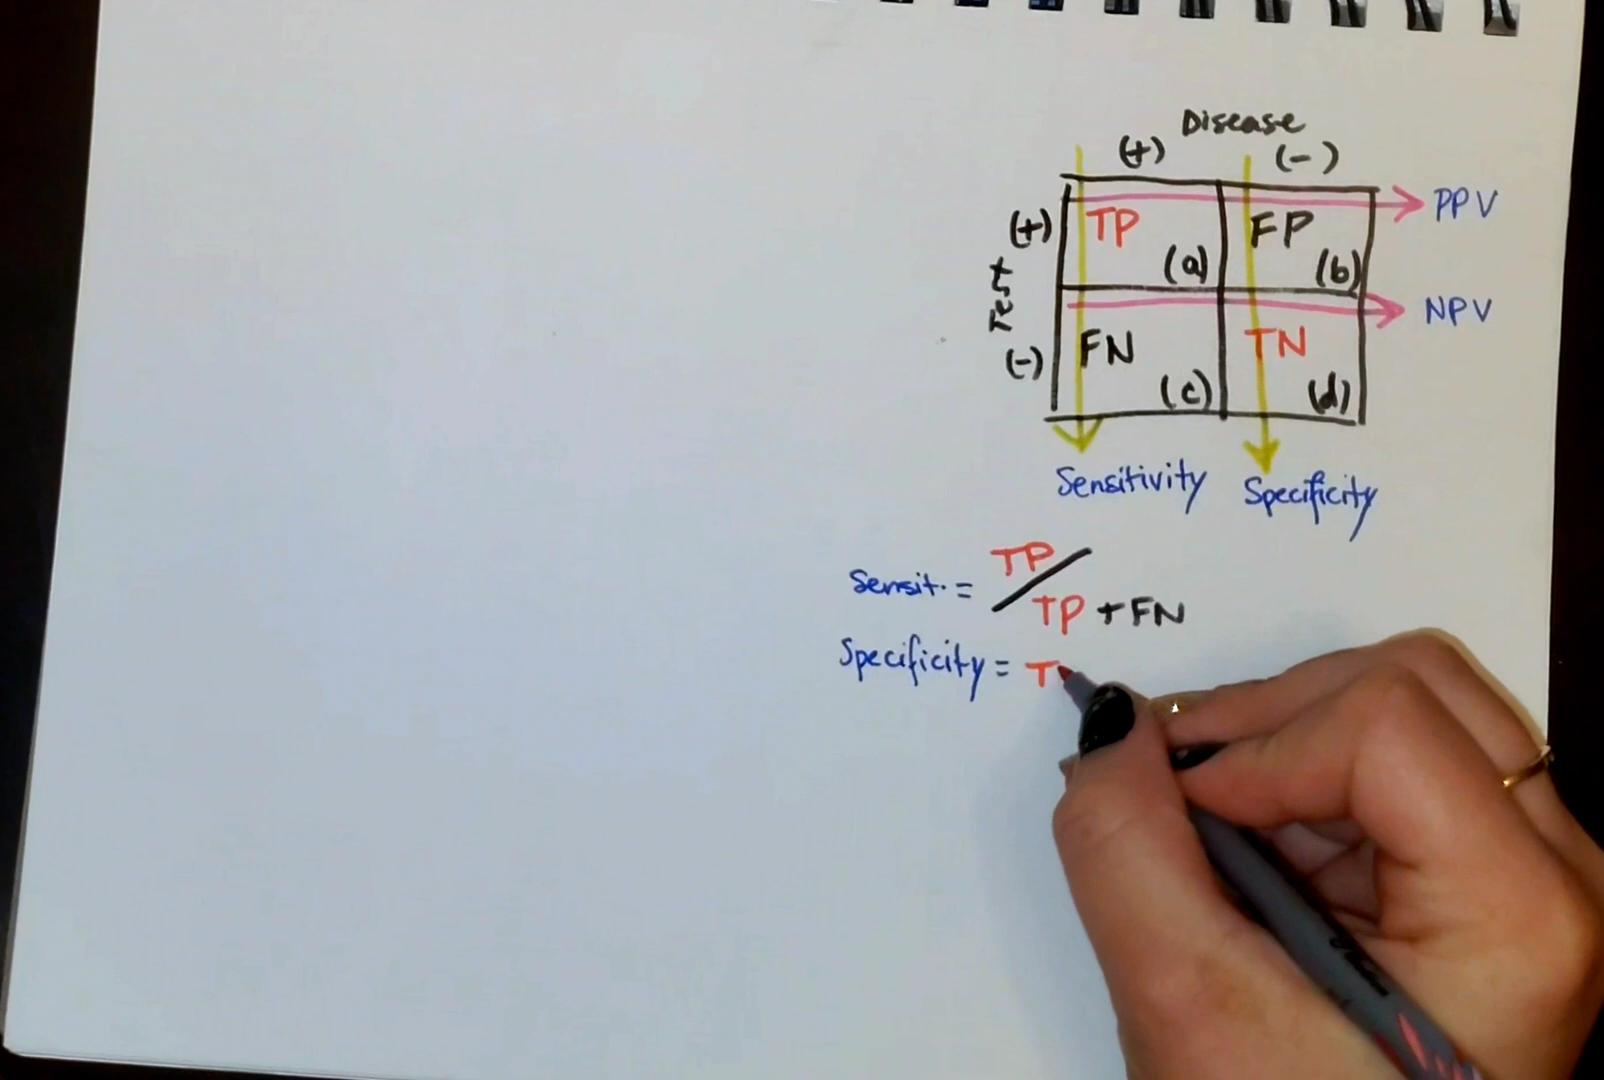 Disease
(+) (-)
(+) TP FP PPV
(a) (b)
Test
NPV
(-) FN TN
(c) (d)
Sensitivity Specificity
Sensit. = TP
TP + FN
Specificity = T